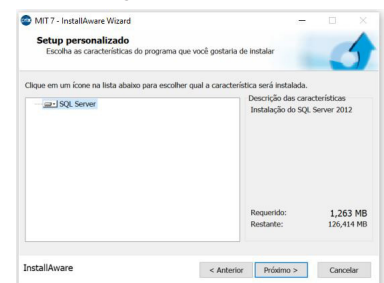 MIT 7 - InstallAware Wizard
Setup personalizado
Escolha as características do programa que você gostaria
de instalar
Clique em um ícone na lista abaixo para escolher qual a característica será instalada.
SQL Server
Descrição das características
Instalação do SQL Server 2012
Requerido: 1,263 MB
Restante: 126,414 MB
InstallAware
< Anterior
Próximo >
Cancelar